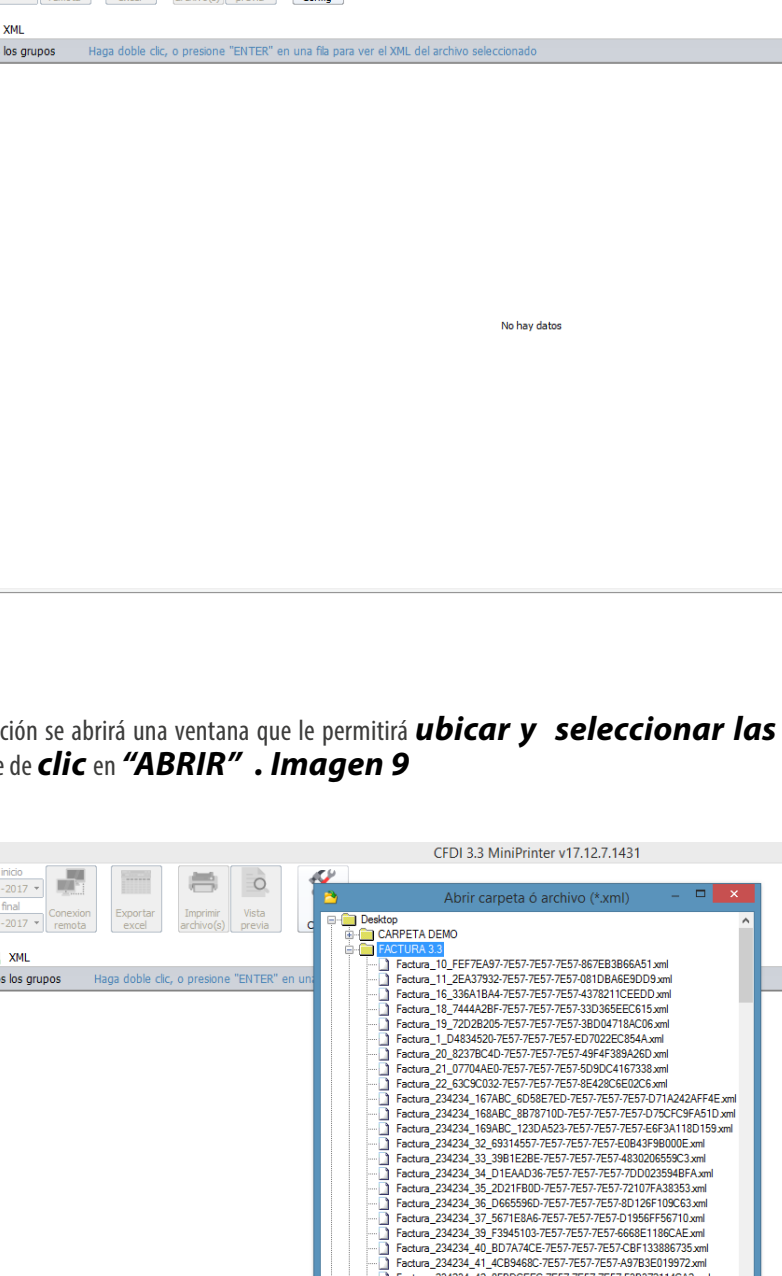 remota excel archivo(s) previa Config
XML
los grupos Haga doble clic, o presione "ENTER" en una fila para ver el XML del archivo seleccionado
No hay datos
ción se abrirá una ventana que le permitirá ubicar y seleccionar las
e de clic en “ABRIR” . Imagen 9
CFDI 3.3 MiniPrinter v17.12.7.1431
inicio
-2017
final
-2017
Conexion remota
Exportar excel
Imprimir archivo(s)
Vista previa
XML
s los grupos Haga doble clic, o presione "ENTER" en una
Abrir carpeta ó archivo (*.xml)
Desktop
CARPETA DEMO
FACTURA 3.3
Factura_10_FEF7EA97-7E57-7E57-7E57-867EB3B66A51.xml
Factura_11_2EA37932-7E57-7E57-7E57-081DBA6E9DD9.xml
Factura_16_336A1BA4-7E57-7E57-7E57-4378211CEEDD.xml
Factura_18_7444A2BF-7E57-7E57-7E57-33D365EEC615.xml
Factura_19_72D2B205-7E57-7E57-7E57-3BD04718AC06.xml
Factura_1_D4834520-7E57-7E57-7E57-ED7022EC854A.xml
Factura_20_8237BC4D-7E57-7E57-7E57-49F4F389A26D.xml
Factura_21_07704AE0-7E57-7E57-7E57-5D9DC4167338.xml
Factura_22_63C9C032-7E57-7E57-7E57-8E428C6E02C6.xml
Factura_234234_167ABC_6D58E7ED-7E57-7E57-7E57-D71A242AFF4E.xml
Factura_234234_168ABC_8B78710D-7E57-7E57-7E57-D75CFC9FA51D.xml
Factura_234234_169ABC_123DA523-7E57-7E57-7E57-E6F3A118D159.xml
Factura_234234_32_69314557-7E57-7E57-7E57-E0B43F9B000E.xml
Factura_234234_33_39B1E2BE-7E57-7E57-7E57-4830206559C3.xml
Factura_234234_34_D1EAAD36-7E57-7E57-7E57-7DD023594BFA.xml
Factura_234234_35_2D21FB0D-7E57-7E57-7E57-72107FA38353.xml
Factura_234234_36_D665596D-7E57-7E57-7E57-8D126F109C63.xml
Factura_234234_37_5671E8A6-7E57-7E57-7E57-D1956FF56710.xml
Factura_234234_39_F3945103-7E57-7E57-7E57-6668E1186CAE.xml
Factura_234234_40_BD7A74CE-7E57-7E57-7E57-CBF133886735.xml
Factura_234234_41_4CB9468C-7E57-7E57-7E57-A97B3E019972.xml